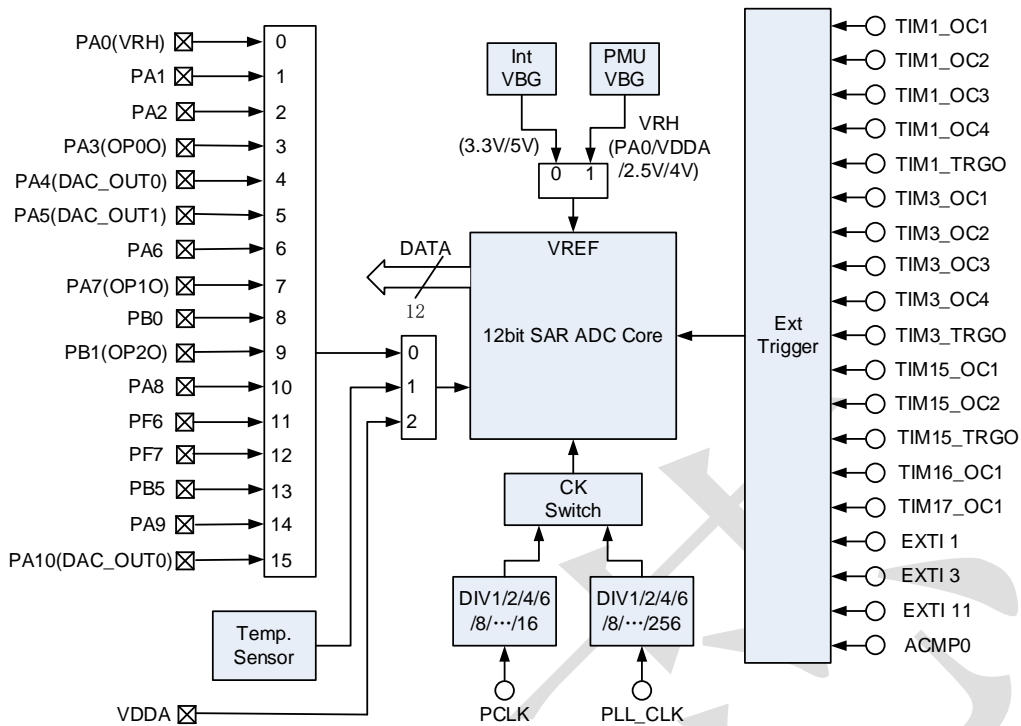 PA0(VRH)
PA1
PA2
PA3(OP0O)
PA4(DAC_OUT0)
PA5(DAC_OUT1)
PA6
PA7(OP1O)
PB0
PB1(OP2O)
PA8
PF6
PF7
PB5
PA9
PA10(DAC_OUT0)
0
1
2
3
4
5
6
7
8
9
10
11
12
13
14
15
Temp.
Sensor
VDDA
Int
VBG
PMU
VBG
(3.3V/5V)
VRH
(PA0/VDDA
/2.5V/4V)
0 1
VREF
DATA
12
12bit SAR ADC Core
0
1
2
CK
Switch
DIV1/2/4/6
/8/···/16
DIV1/2/4/6
/8/···/256
PCLK
PLL_CLK
Ext
Trigger
TIM1_OC1
TIM1_OC2
TIM1_OC3
TIM1_OC4
TIM1_TRGO
TIM3_OC1
TIM3_OC2
TIM3_OC3
TIM3_OC4
TIM3_TRGO
TIM15_OC1
TIM15_OC2
TIM15_TRGO
TIM16_OC1
TIM17_OC1
EXTI 1
EXTI 3
EXTI 11
ACMP0